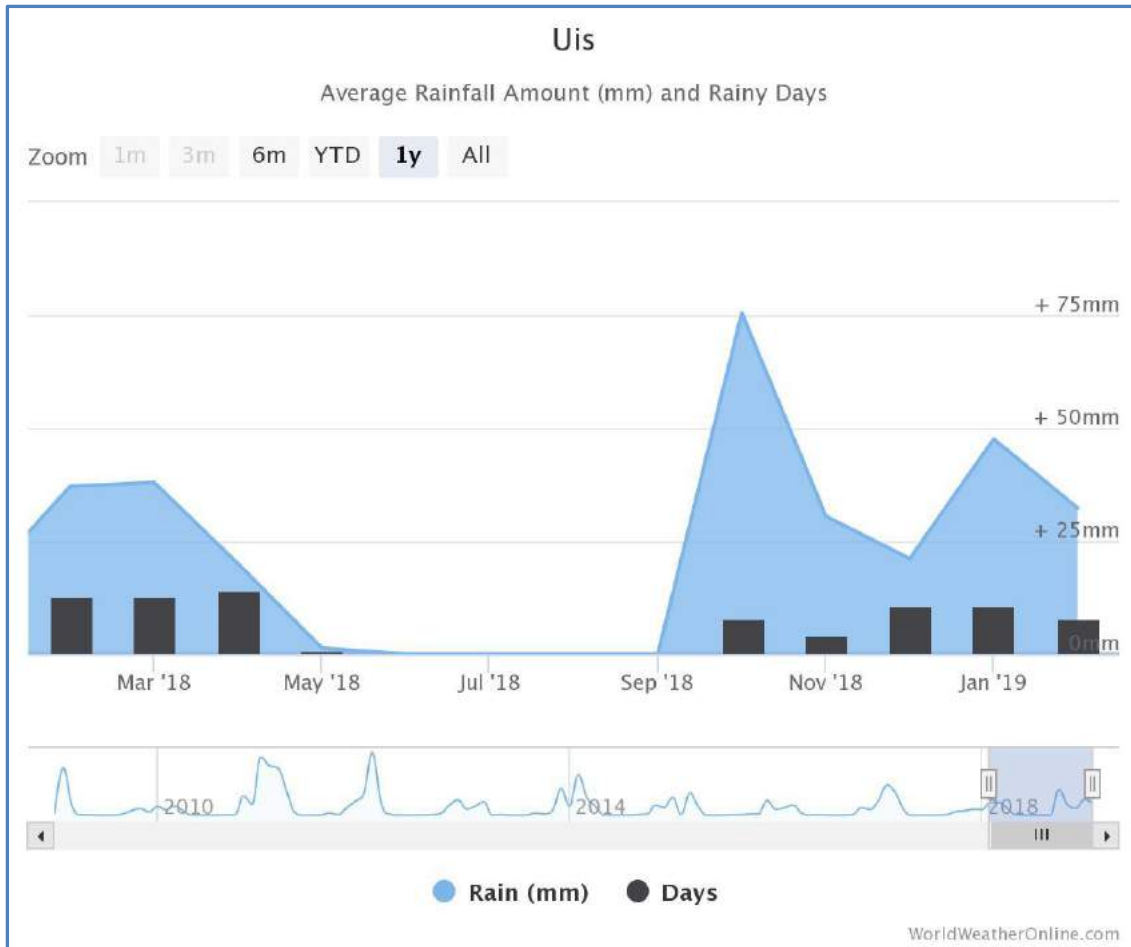 Uis
Average Rainfall Amount (mm) and Rainy Days
Zoom 1m 3m 6m YTD 1y All
+ 75mm
+ 50mm
+ 25mm
0mm
Mar '18 May '18 Jul '18 Sep '18 Nov '18 Jan '19
2010 2014 2018
Rain (mm) Days
WorldWeatherOnline.com